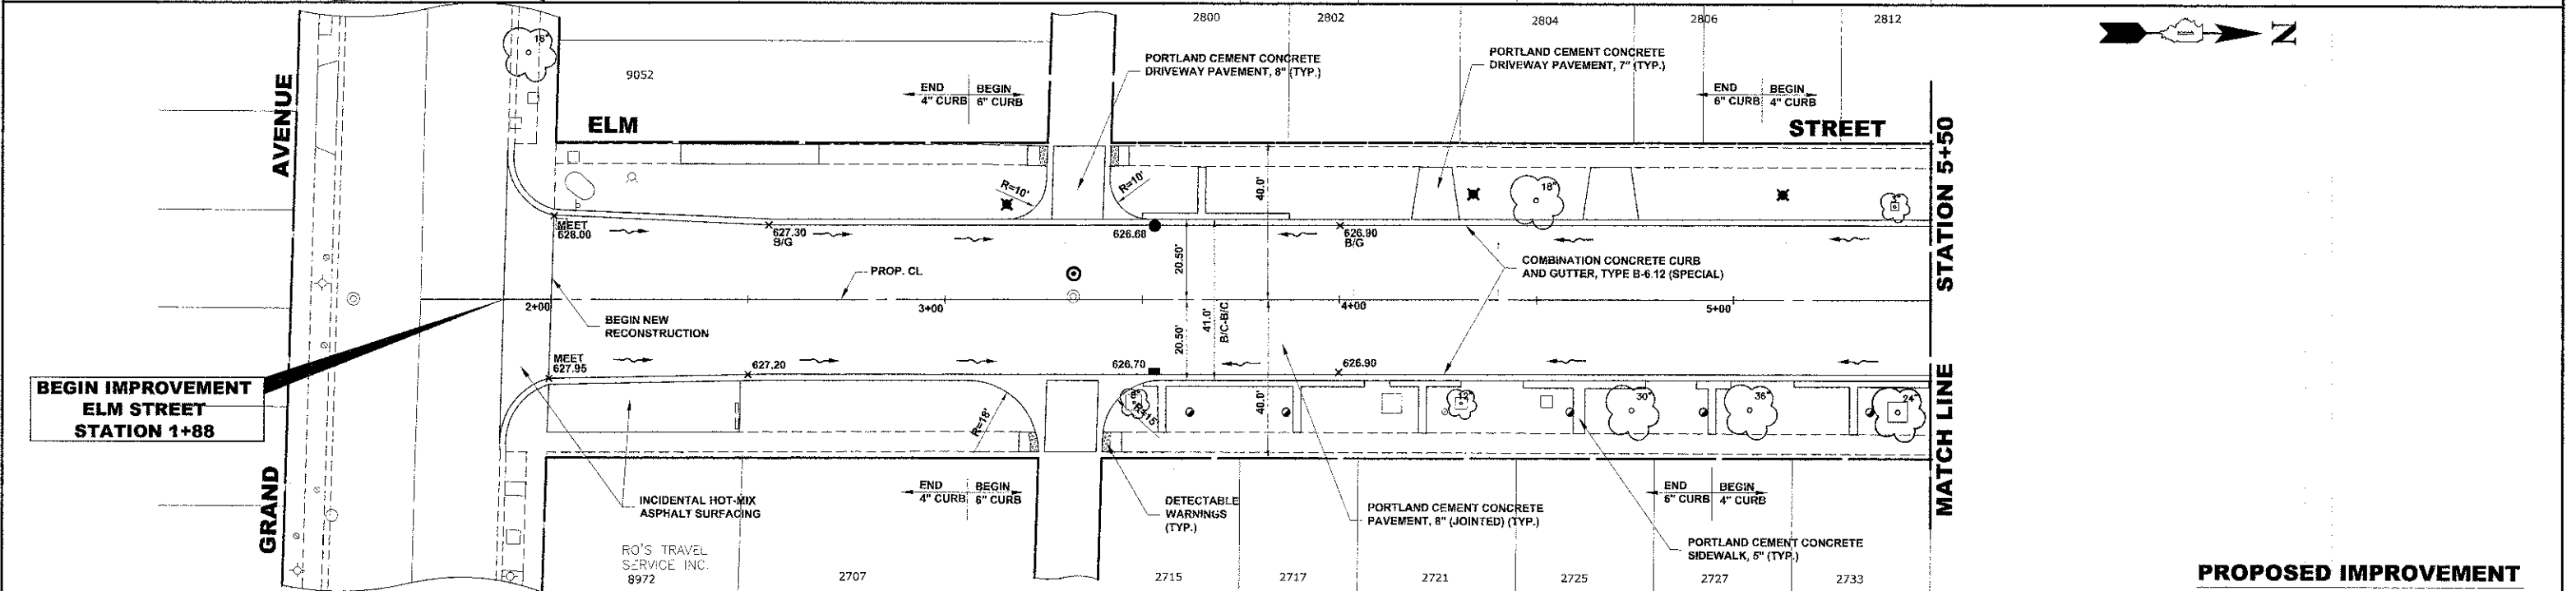 2800
2802
2804
2806
2812
N
18"
9052
PORTLAND CEMENT CONCRETE
DRIVEWAY PAVEMENT, 8" (TYP.)
PORTLAND CEMENT CONCRETE
DRIVEWAY PAVEMENT, 7" (TYP.)
END BEGIN
4" CURB 6" CURB
END BEGIN
6" CURB 4" CURB
AVENUE
ELM
STREET
STATION 5+50
R=10'
R=10'
40.0'
18"
MEET
628.00
627.30
B/G
626.68
626.90
B/G
20.50'
PROP. CL
COMBINATION CONCRETE CURB
AND GUTTER, TYPE B-6.12 (SPECIAL)
2+00
3+00
4+00
5+00
BEGIN NEW
RECONSTRUCTION
20.50'
41.0'
B/C-B/C
MEET
627.95
627.20
626.70
626.90
BEGIN IMPROVEMENT
ELM STREET
STATION 1+88
R=18'
R=15'
40.0'
12"
30"
36"
24"
MATCH LINE
GRAND
INCIDENTAL HOT-MIX
ASPHALT SURFACING
END BEGIN
4" CURB 6" CURB
DETECTABLE
WARNINGS
(TYP.)
PORTLAND CEMENT CONCRETE
PAVEMENT, 8" (JOINTED) (TYP.)
END BEGIN
6" CURB 4" CURB
PORTLAND CEMENT CONCRETE
SIDEWALK, 5" (TYP.)
RO'S TRAVEL
SERVICE INC.
8972
2707
2715
2717
2721
2725
2727
2733
PROPOSED IMPROVEMENT